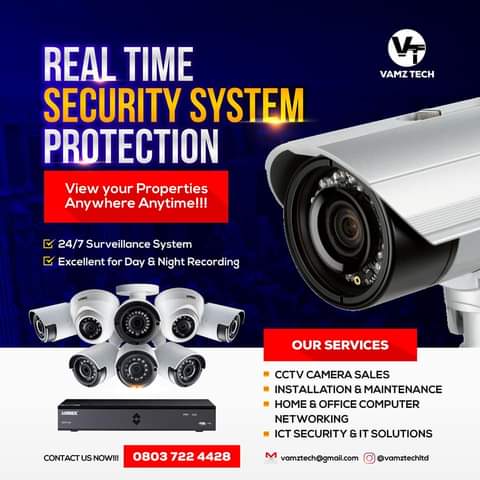 VT
VAMZ TECH
REAL TIME
SECURITY SYSTEM
PROTECTION
View your Properties
Anywhere Anytime!!!
24/7 Surveillance System
Excellent for Day & Night Recording
LOREX
OUR SERVICES
CCTV CAMERA SALES
INSTALLATION & MAINTENANCE
HOME & OFFICE COMPUTER
NETWORKING
ICT SECURITY & IT SOLUTIONS
CONTACT US NOW!!! 0803 722 4428
vamztech@gmail.com @vamztechltd